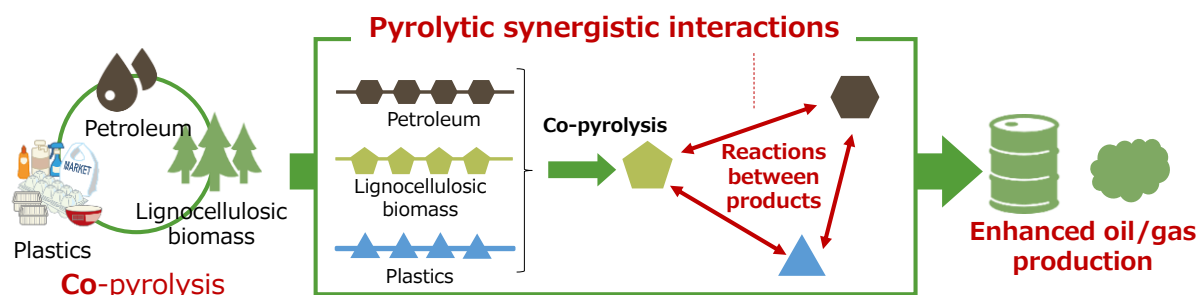 Pyrolytic synergistic interactions
Petroleum
MARKET
Lignocellulosic
biomass
Plastics
Co-pyrolysis
Petroleum
Lignocellulosic
biomass
Plastics
Co-pyrolysis
Reactions
between
products
Enhanced oil/gas
production